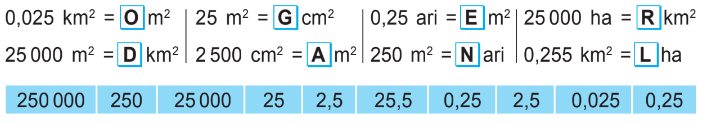 0,025 km² = O m² | 25 m² = G cm² | 0,25 ari = E m² | 25 000 ha = R km²
25 000 m² = D km² | 2 500 cm² = A m² | 250 m² = N ari | 0,255 km² = L ha
250 000 250 25 000 25 2,5 25,5 0,25 2,5 0,025 0,25